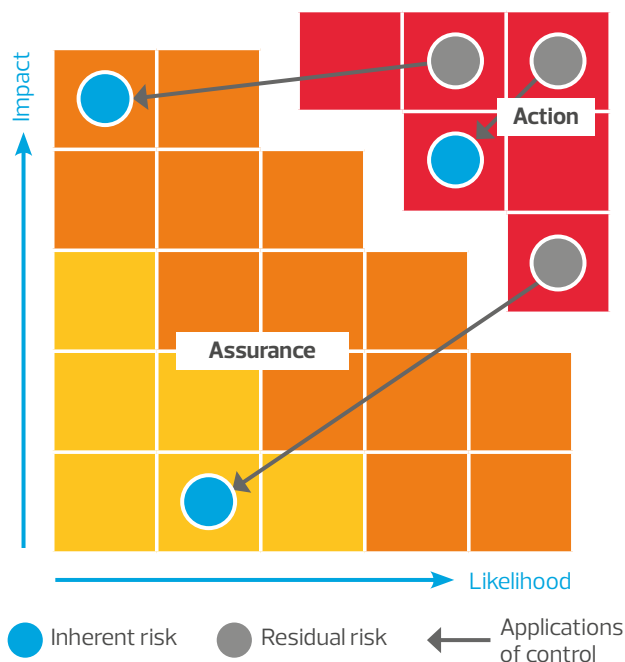 Impact
Action
Assurance
Likelihood
Inherent risk
Residual risk
Applications
of control